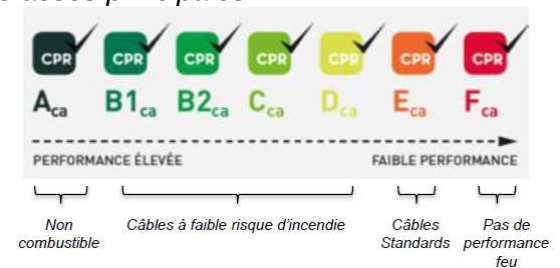 CPR CPR CPR CPR CPR CPR CPR
Aca B1ca B2ca Cca Dca Eca Fca
PERFORMANCE ÉLEVÉE FAIBLE PERFORMANCE
Non combustible
Câbles à faible risque d'incendie
Câbles Standards
Pas de performance feu